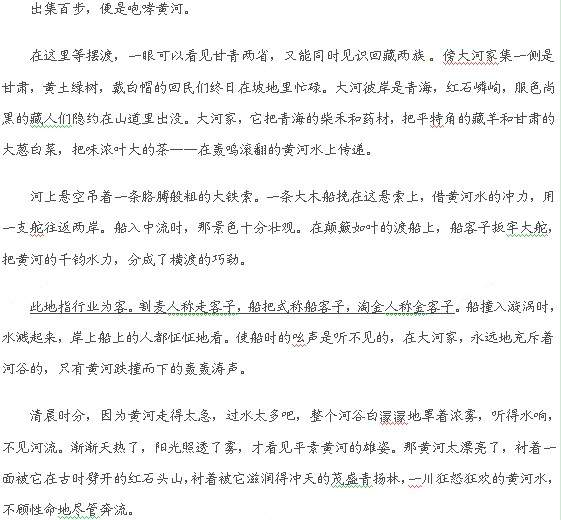 出集百步，便是咆哮黄河。
在这里等摆渡，一眼可以看见甘青两省，又能同时见识回藏两族。傍大河家集一侧是
甘肃，黄土绿树，戴白帽的回民们终日在坡地里忙碌。大河彼岸是青海，红石嶙峋，服色尚
黑的藏人们隐约在山道里出没。大河家，它把青海的柴禾和药材，把平特角的藏羊和甘肃的
大葱白菜，把味浓叶大的茶——在轰鸣滚翻的黄河水上传递。
河上悬空吊着一条胳膊般粗的大铁索。一条大木船挽在这悬索上，借黄河水的冲力，用
一支舵往返两岸。船入中流时，那景色十分壮观。在颠簸如叶的渡船上，船客子扳牢大舵，
把黄河的千钧水力，分成了横渡的巧劲。
此地指行业为客。割麦人称走客子，船把式称船客子，淘金人称金客子。船撞入漩涡时，
水溅起来，岸上船上的人都怔怔地看。使船时的吆声是听不见的，在大河家，永远地充斥着
河谷的，只有黄河跌撞而下的轰轰涛声。
清晨时分，因为黄河走得太急，过水太多吧，整个河谷白濛濛地罩着浓雾，听得水响，
不见河流。渐渐天热了，阳光照透了雾，才看见平素黄河的雄姿。那黄河太漂亮了，衬着一
面被它在古时劈开的红石头山，衬着被它滋润得冲天的茂盛青扬林，一川狂怒狂欢的黄河水，
不顾性命地尽管奔流。